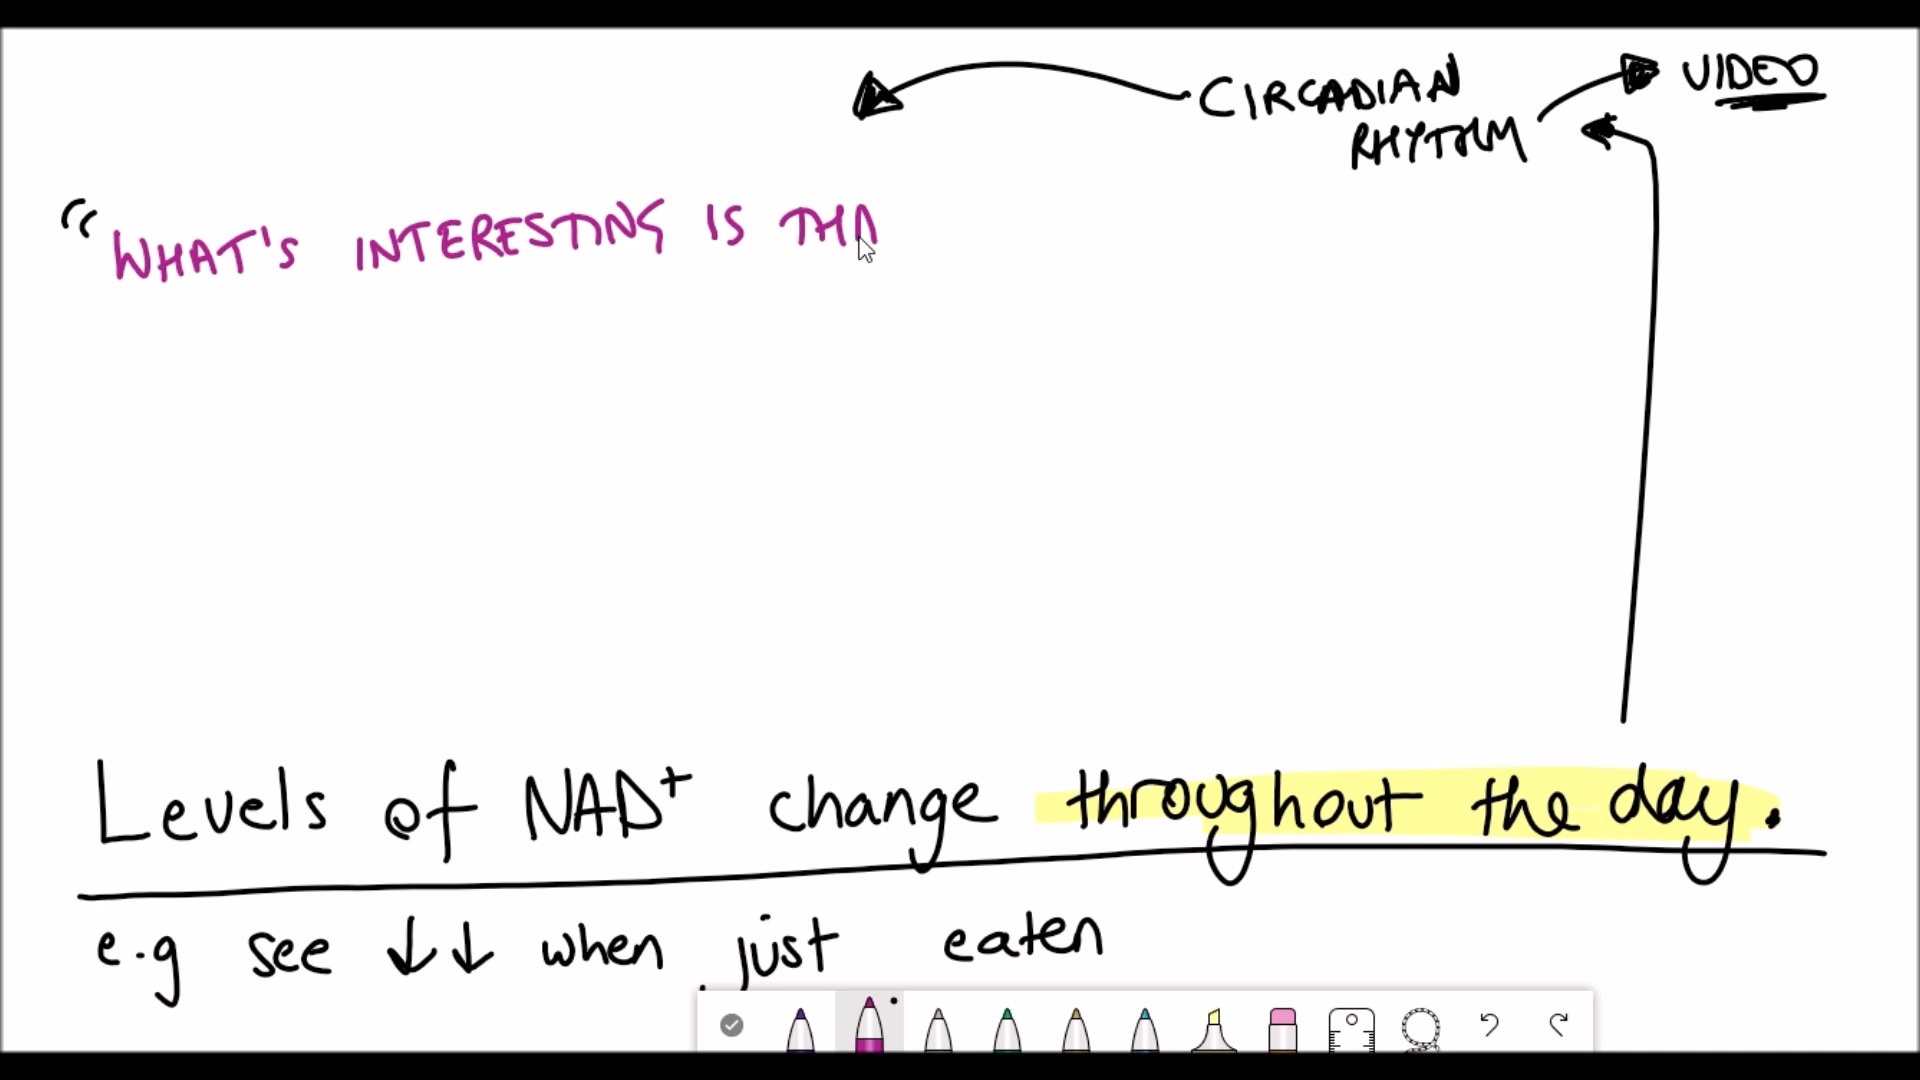 CIRCADIAN RHYTHM
VIDEO
“WHAT'S INTERESTING IS THA
Levels of NAD+ change throughout the day.
e.g see ↓↓ when just eaten